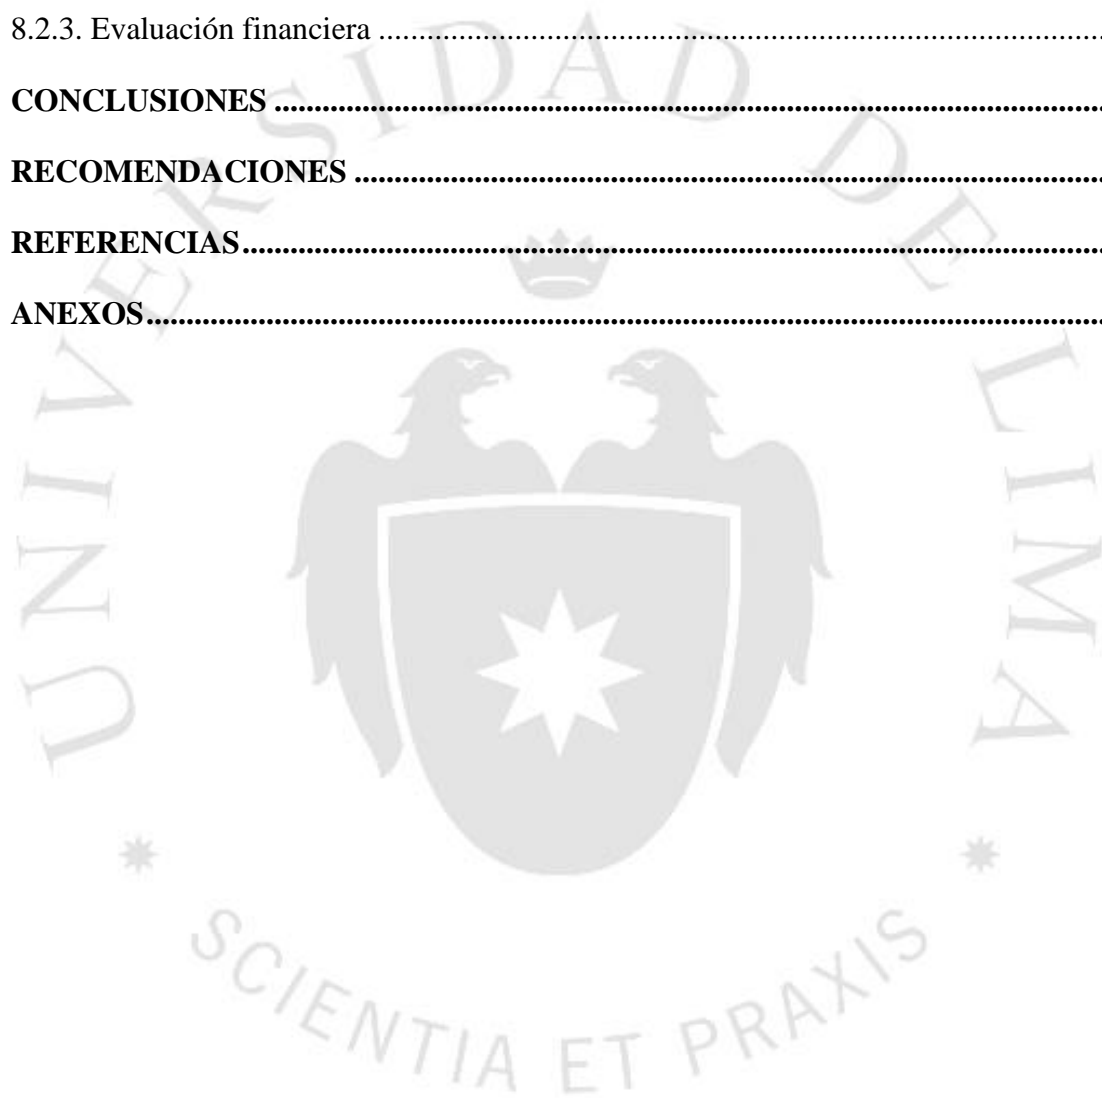 8.2.3. Evaluación financiera ................................................................................................
CONCLUSIONES ........................................................................................................
RECOMENDACIONES ..............................................................................................
REFERENCIAS............................................................................................................
ANEXOS........................................................................................................................
UNIVERSIDAD DE LIMA
SCIENTIA ET PRAXIS